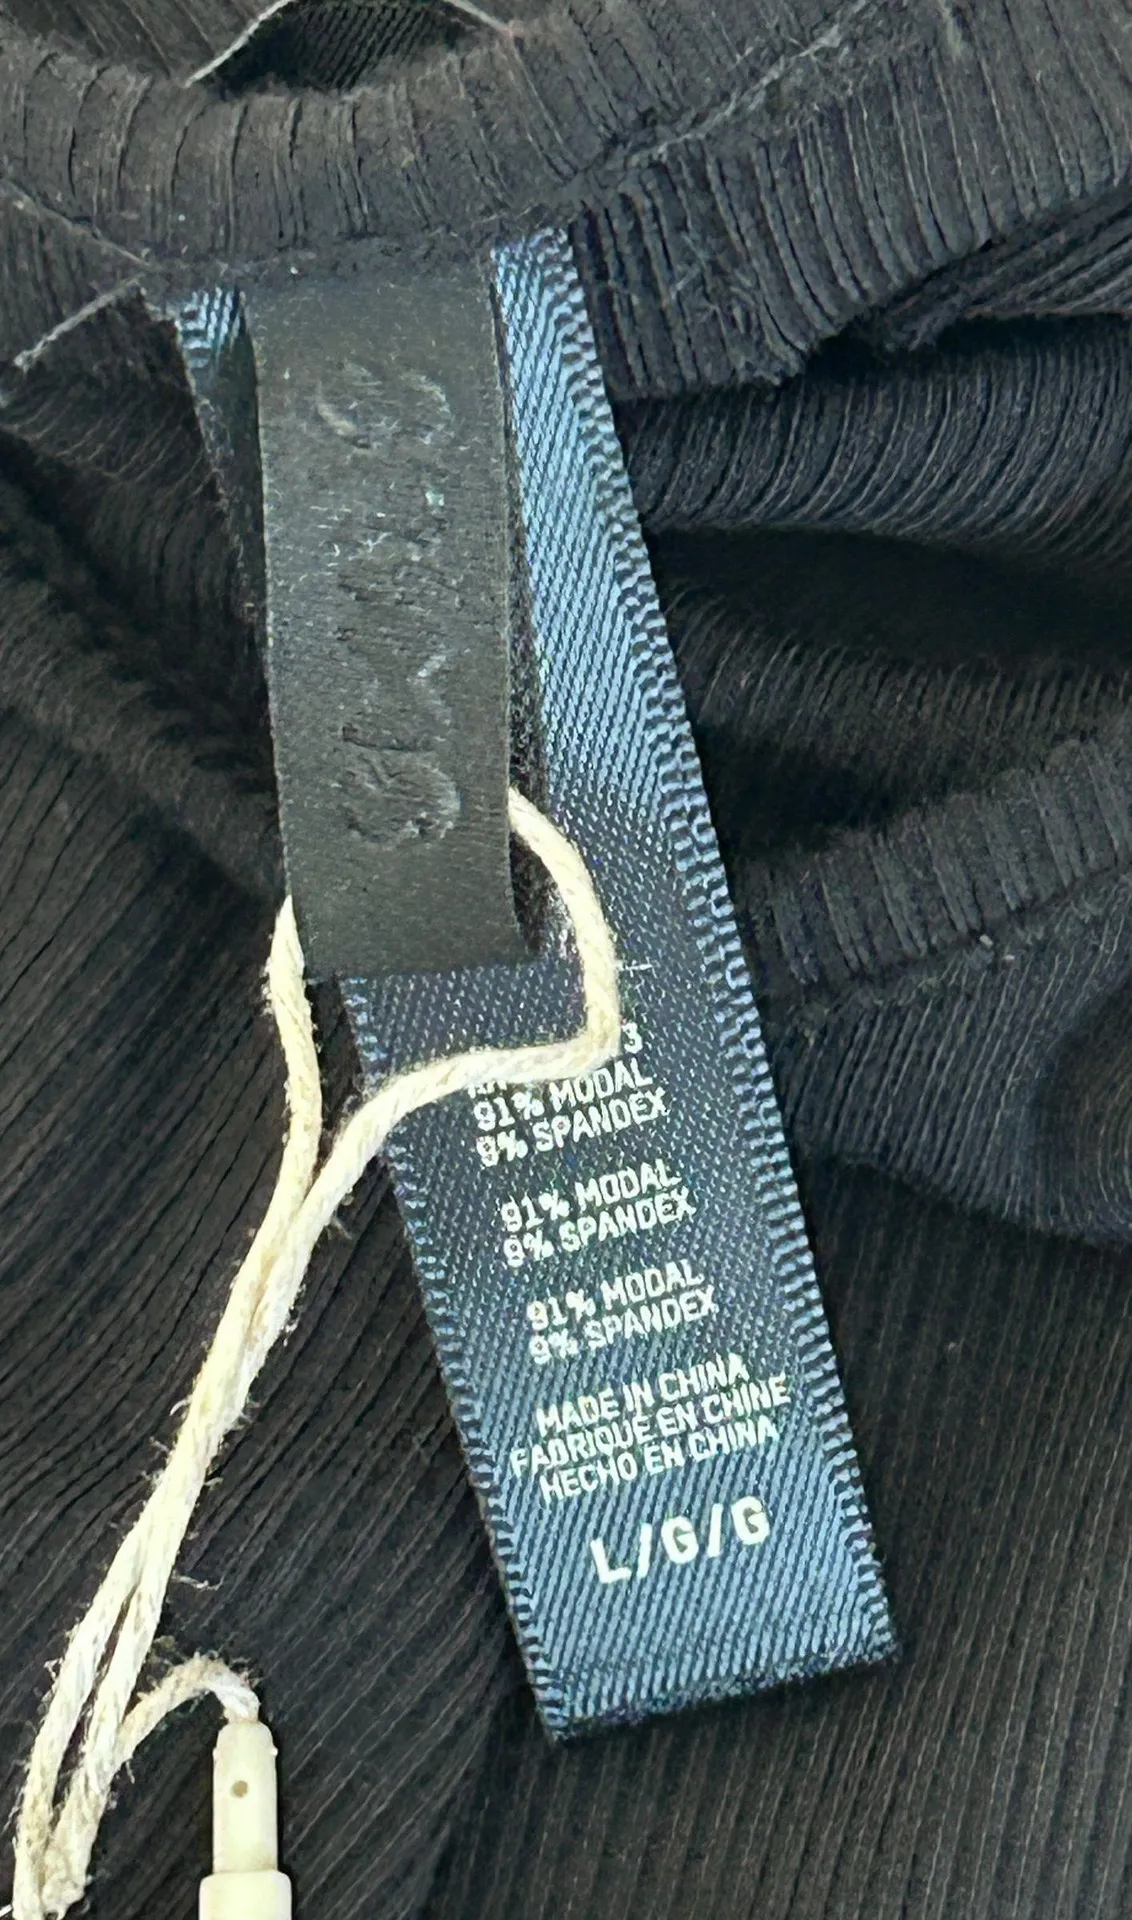 91% MODAL
9% SPANDEX
91% MODAL
9% SPANDEX
91% MODAL
9% SPANDEX
MADE IN CHINA
FABRIQUE EN CHINE
HECHO EN CHINA
L/G/G